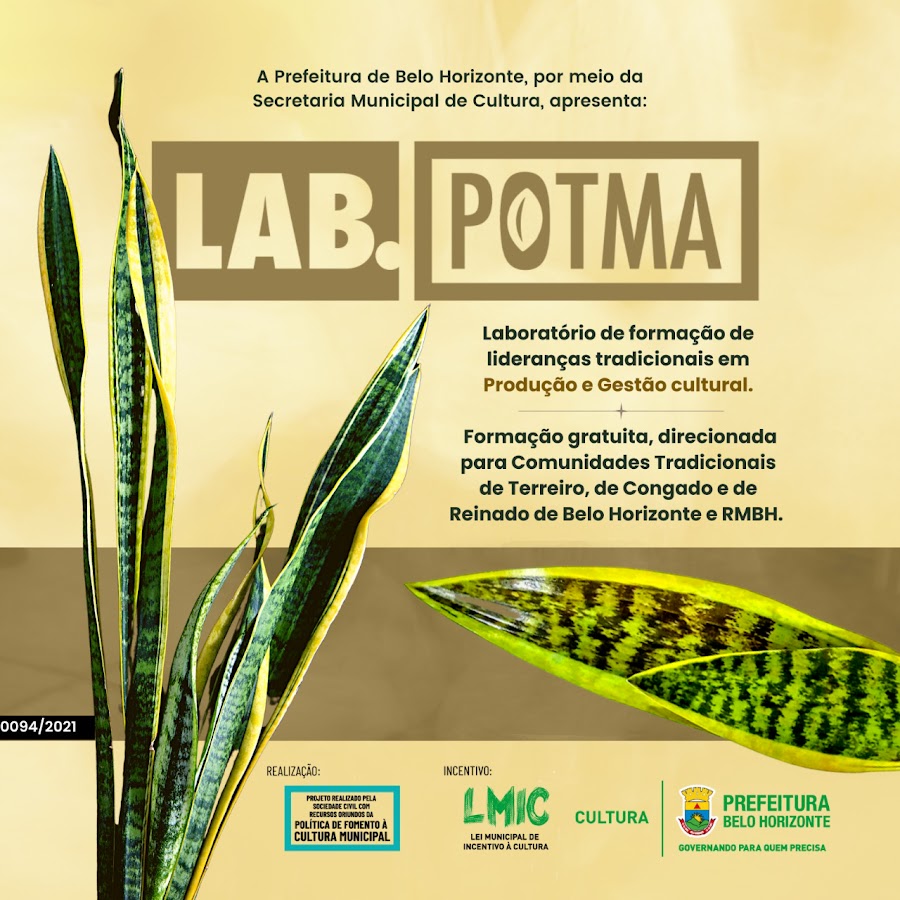 A Prefeitura de Belo Horizonte, por meio da
Secretaria Municipal de Cultura, apresenta:
LAB. POTMA
Laboratório de formação de
lideranças tradicionais em
Produção e Gestão cultural.
Formação gratuita, direcionada
para Comunidades Tradicionais
de Terreiro, de Congado e de
Reinado de Belo Horizonte e RMBH.
0094/2021
REALIZAÇÃO:
PROJETO REALIZADO PELA
SOCIEDADE CIVIL COM
RECURSOS ORIUNDOS DA
POLÍTICA DE FOMENTO À
CULTURA MUNICIPAL
INCENTIVO:
LMIC
LEI MUNICIPAL DE
INCENTIVO À CULTURA
CULTURA
PREFEITURA
BELO HORIZONTE
GOVERNANDO PARA QUEM PRECISA